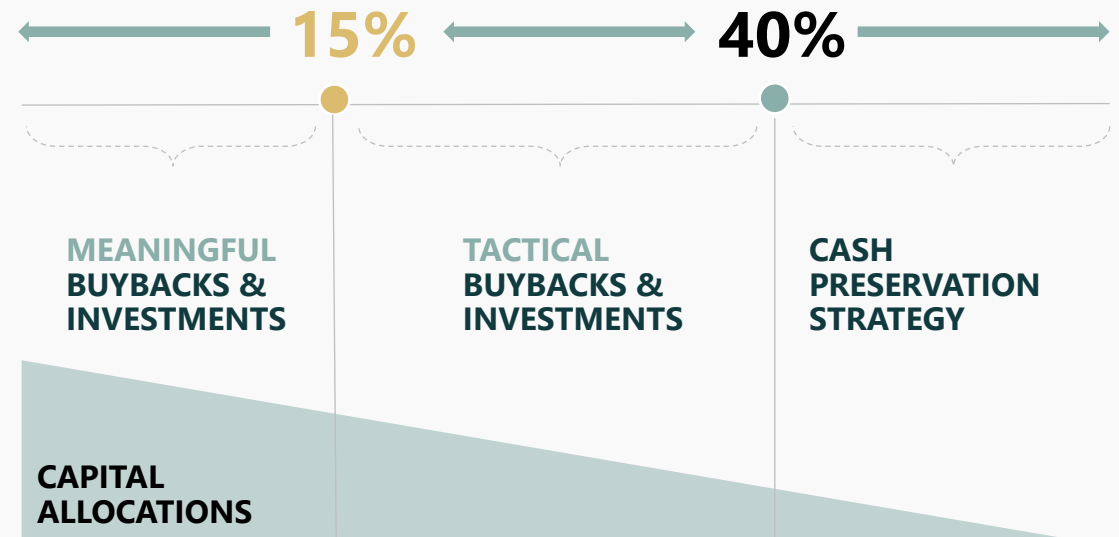 15%
40%
MEANINGFUL
BUYBACKS &
INVESTMENTS
TACTICAL
BUYBACKS &
INVESTMENTS
CASH
PRESERVATION
STRATEGY
CAPITAL
ALLOCATIONS